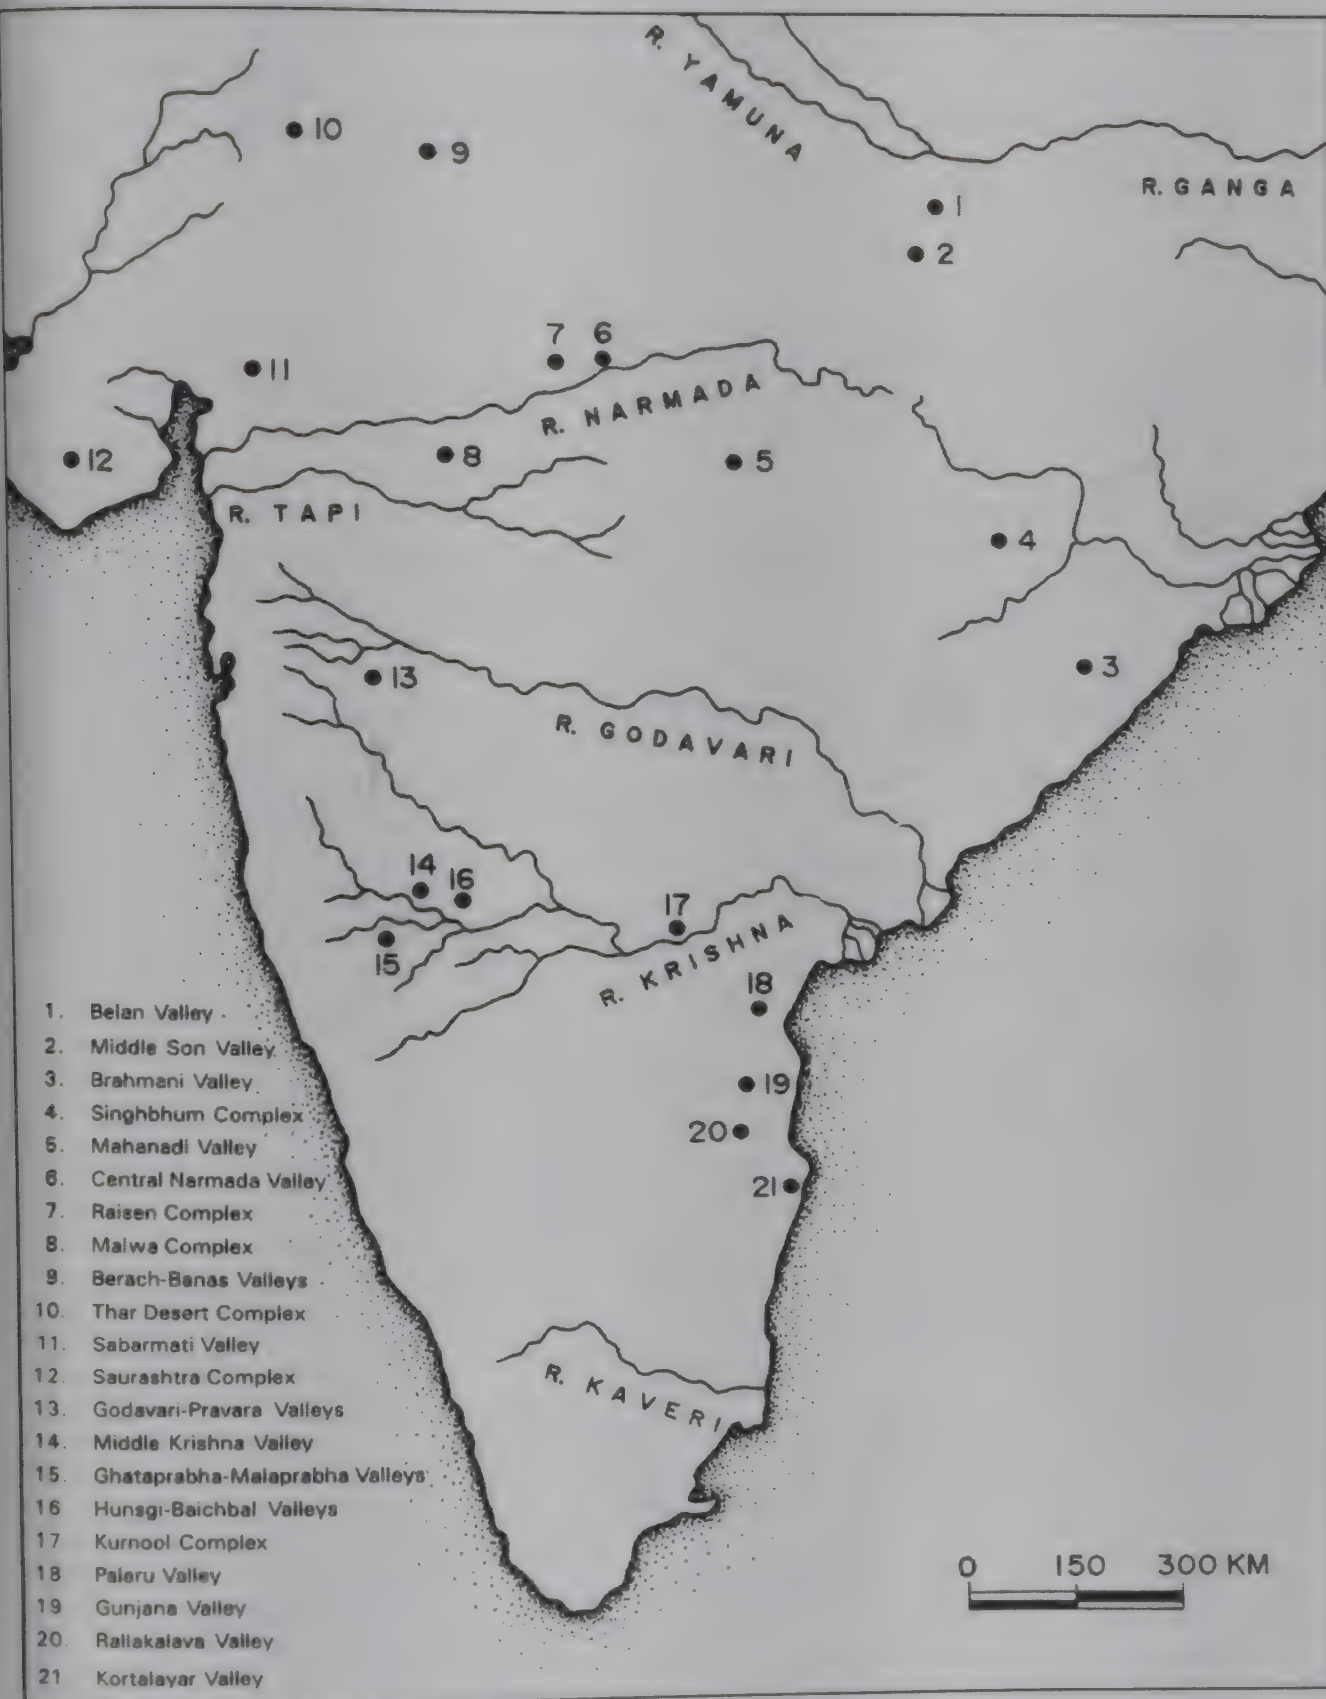 R. YAMUNA
10
9
R. GANGA
1
2
7 6
11
R. NARMADA
12
8
5
R. TAPI
4
3
13
R. GODAVARI
14
16
17
15
R. KRISHNA
18
19
20
21
R. KAVERI
1. Belan Valley
2. Middle Son Valley
3. Brahmani Valley
4. Singhbhum Complex
5. Mahanadi Valley
6. Central Narmada Valley
7. Raisen Complex
8. Malwa Complex
9. Berach-Banas Valleys
10. Thar Desert Complex
11. Sabarmati Valley
12. Saurashtra Complex
13. Godavari-Pravara Valleys
14. Middle Krishna Valley
15. Ghataprabha-Malaprabha Valleys
16 Hunsgi-Baichbal Valleys
17 Kurnool Complex
18 Paleru Valley
19 Gunjana Valley
20. Rallakalava Valley
21 Kortalayar Valley
0 150 300 KM